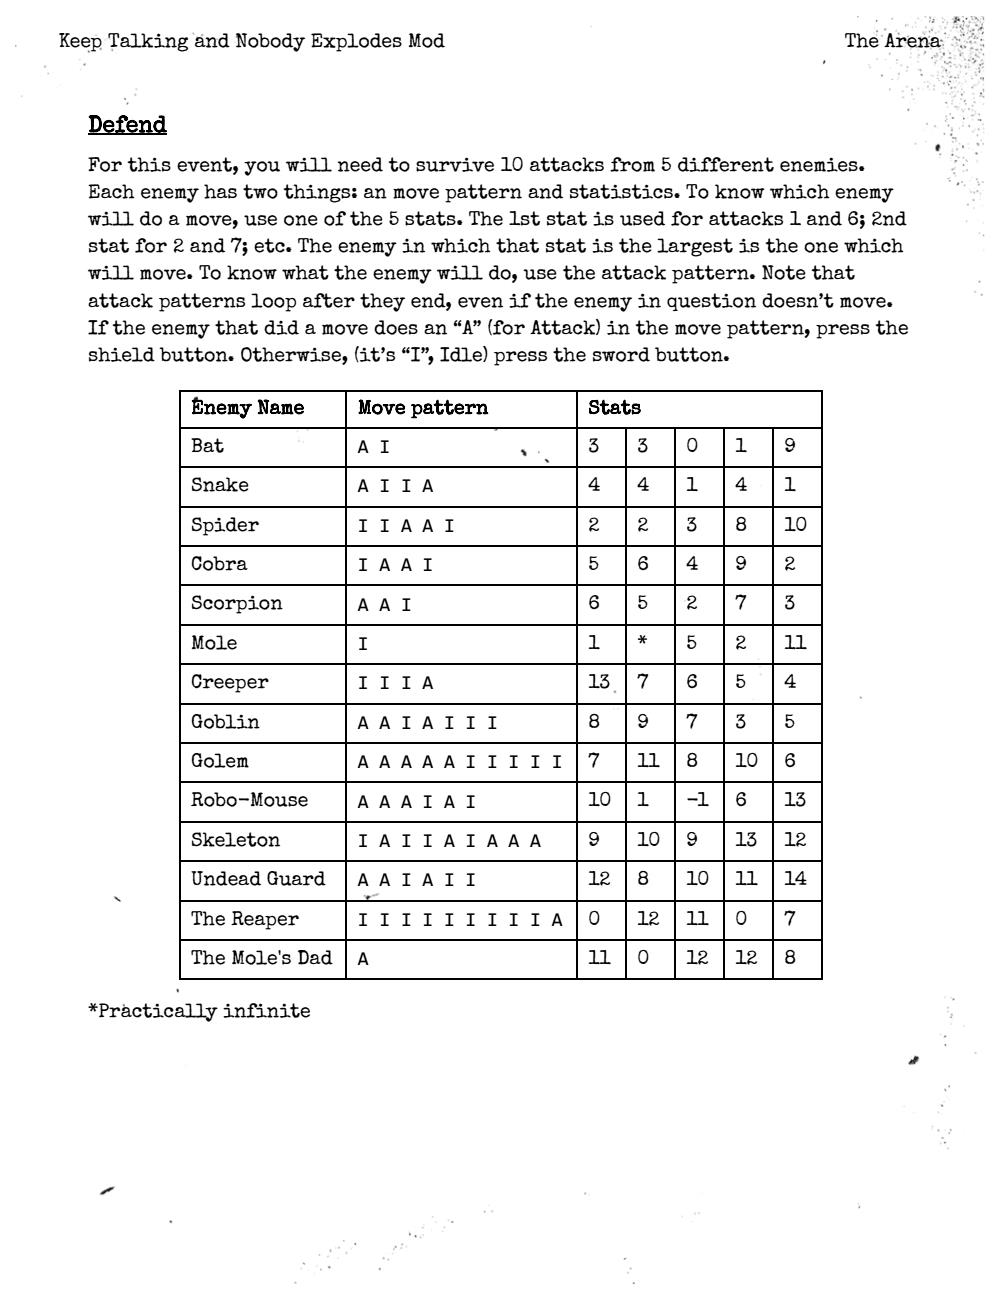 Keep Talking and Nobody Explodes Mod The Arena
Defend
For this event, you will need to survive 10 attacks from 5 different enemies.
Each enemy has two things: an move pattern and statistics. To know which enemy
will do a move, use one of the 5 stats. The 1st stat is used for attacks 1 and 6; 2nd
stat for 2 and 7; etc. The enemy in which that stat is the largest is the one which
will move. To know what the enemy will do, use the attack pattern. Note that
attack patterns loop after they end, even if the enemy in question doesn't move.
If the enemy that did a move does an “A” (for Attack) in the move pattern, press the
shield button. Otherwise, (it's “I”, Idle) press the sword button.
Enemy Name Move pattern Stats
Bat A I 3 3 0 1 9
Snake A I I A 4 4 1 4 1
Spider I I A A I 2 2 3 8 10
Cobra I A A I 5 6 4 9 2
Scorpion A A I 6 5 2 7 3
Mole I 1 * 5 2 11
Creeper I I I A 13 7 6 5 4
Goblin A A I A I I I 8 9 7 3 5
Golem A A A A A I I I I I 7 11 8 10 6
Robo-Mouse A A A I A I 10 1 -1 6 13
Skeleton I A I I A I A A A 9 10 9 13 12
Undead Guard A A I A I I 12 8 10 11 14
The Reaper I I I I I I I I I A 0 12 11 0 7
The Mole's Dad A 11 0 12 12 8
*Practically infinite